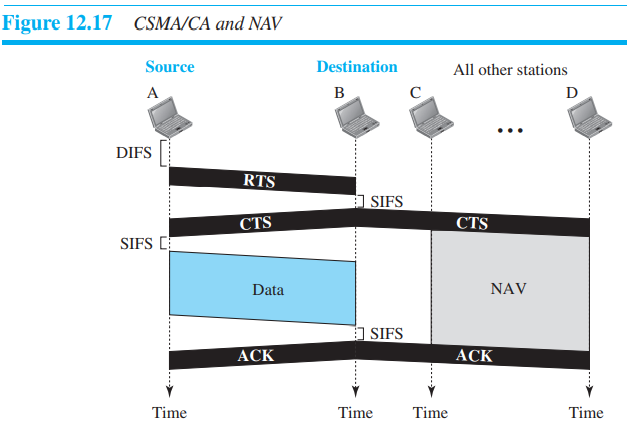 Figure 12.17 CSMA/CA and NAV
Source
Destination
All other stations
A
B
C
D
DIFS
RTS
SIFS
CTS
CTS
SIFS
Data
NAV
SIFS
ACK
ACK
Time
Time
Time
Time